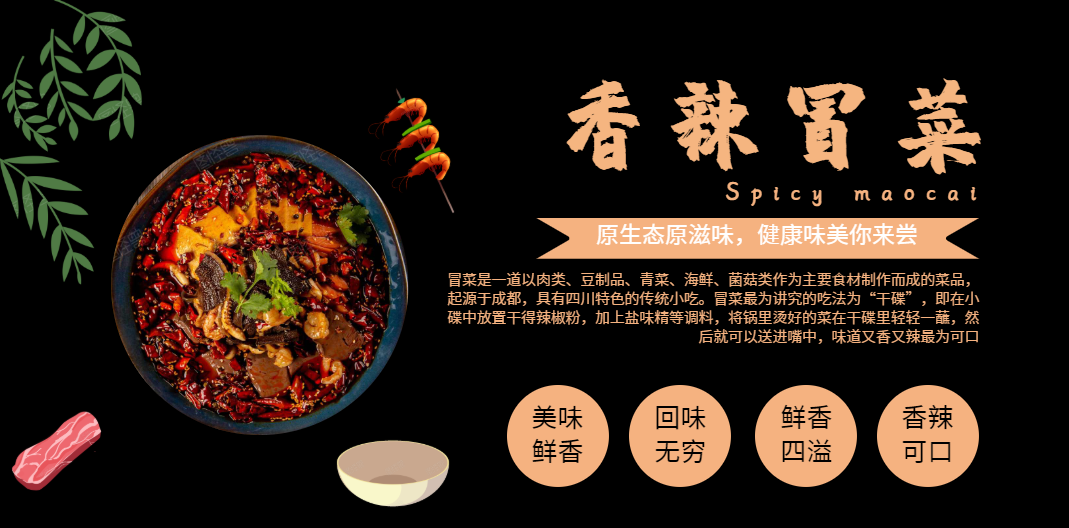 香辣冒菜
Spicy maocai
原生态原滋味，健康味美你来尝
冒菜是一道以肉类、豆制品、青菜、海鲜、菌菇类作为主要食材制作而成的菜品，
起源于成都，具有四川特色的传统小吃。冒菜最为讲究的吃法为“干碟”，即在小
碟中放置干得辣椒粉，加上盐味精等调料，将锅里烫好的菜在干碟里轻轻一蘸，然
后就可以送进嘴中，味道又香又辣最为可口
美味
鲜香
回味
无穷
鲜香
四溢
香辣
可口